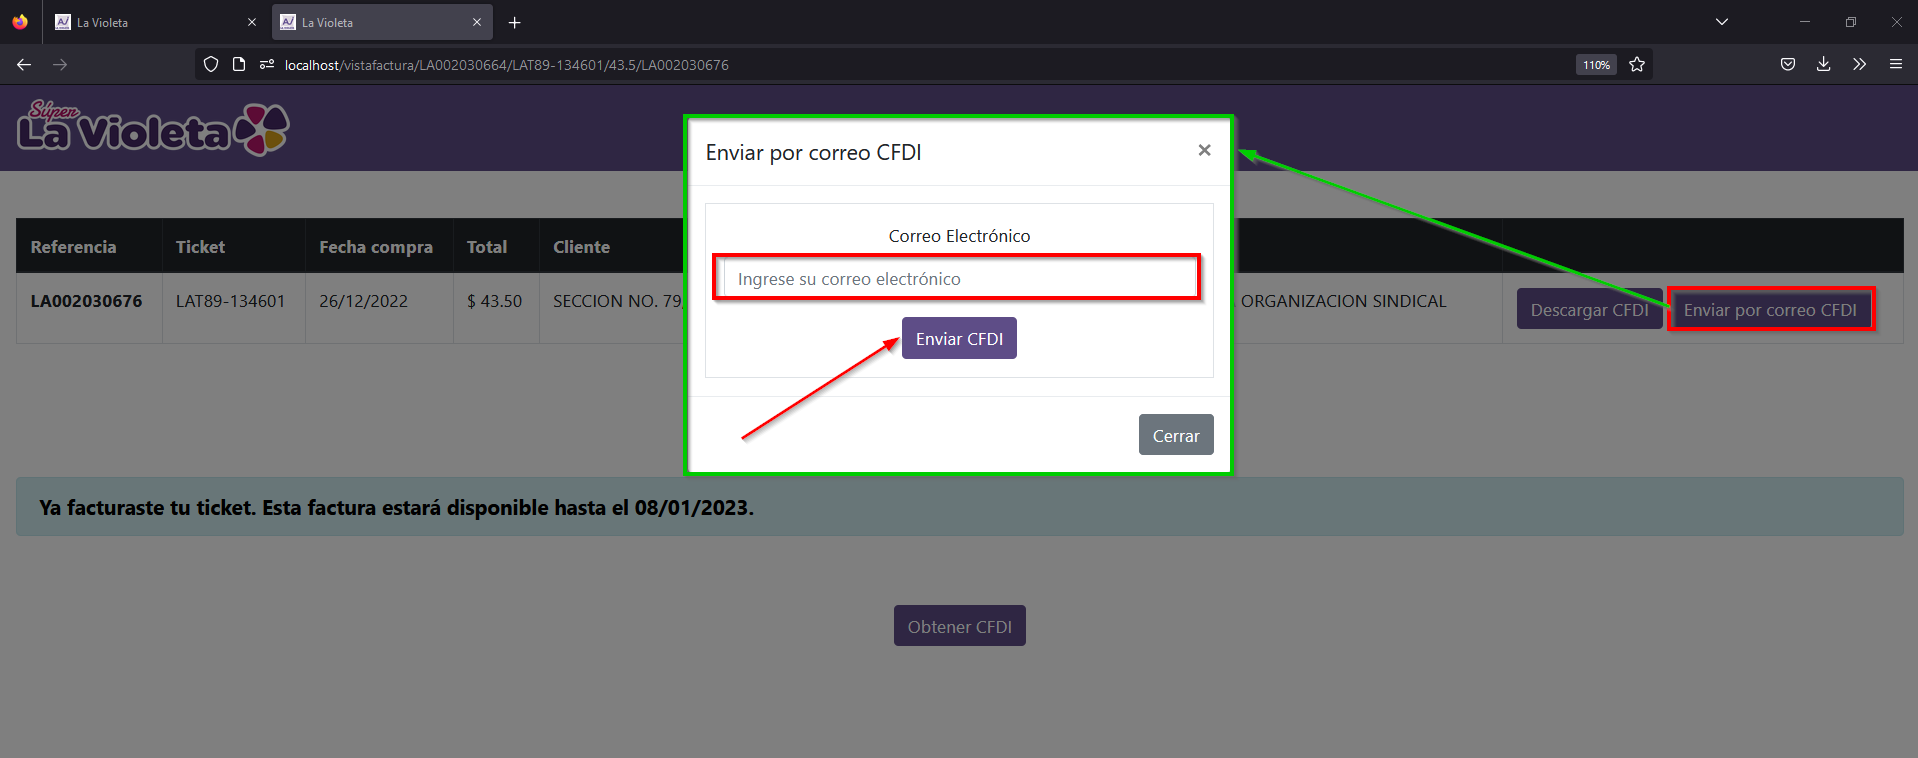 La Violeta
La Violeta
localhost/vistafactura/LA002030664/LAT89-134601/43.5/LA002030676
110%
Súper
La Violeta
Enviar por correo CFDI
×
Correo Electrónico
Ingrese su correo electrónico
Enviar CFDI
Cerrar
Referencia Ticket Fecha compra Total Cliente
LA002030676 LAT89-134601 26/12/2022 $ 43.50 SECCION NO. 79, ORGANIZACION SINDICAL Descargar CFDI Enviar por correo CFDI
Ya facturaste tu ticket. Esta factura estará disponible hasta el 08/01/2023.
Obtener CFDI